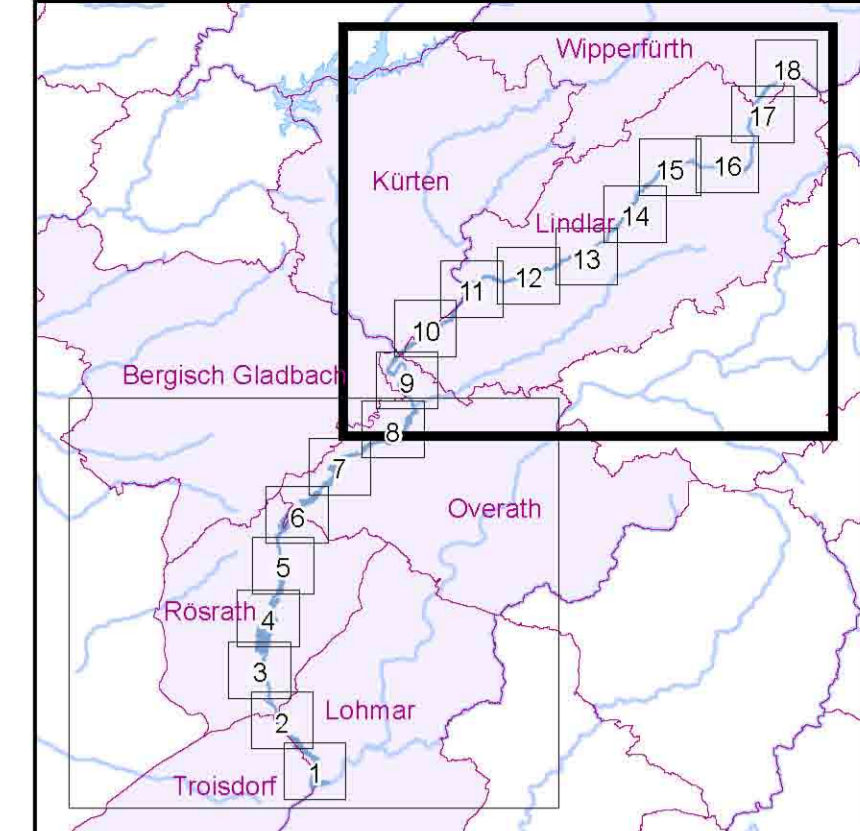 Wipperfürth
18
17
Kürten
15
16
14
Lindlar
13
12
11
10
Bergisch Gladbach
9
8
7
Overath
6
5
Rösrath
4
3
Lohmar
2
1
Troisdorf